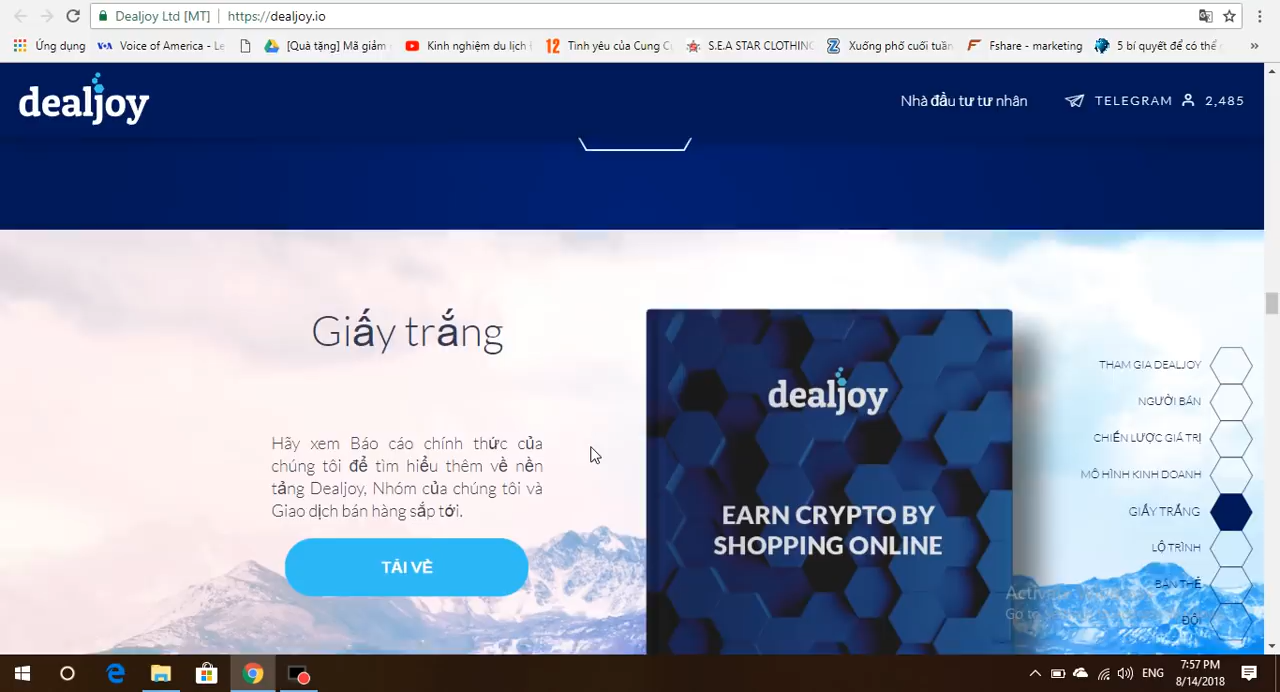 Dealjoy Ltd [MT] https://dealjoy.io
Ứng dụng Voice of America - Le [Quà tặng] Mã giảm Kinh nghiệm du lịch Tình yêu của Cung C S.E.A STAR CLOTHING Xuống phố cuối tuần Fshare - marketing 5 bí quyết để có thể »
dealjoy Nhà đầu tư tư nhân TELEGRAM 2,485
Giấy trắng
Hãy xem Báo cáo chính thức của
chúng tôi để tìm hiểu thêm về nền
tảng Dealjoy, Nhóm của chúng tôi và
Giao dịch bán hàng sắp tới.
TẢI VỀ
dealjoy
EARN CRYPTO BY
SHOPPING ONLINE
THAM GIA DEALJOY
NGƯỜI BÁN
CHIẾN LƯỢC GIÁ TRỊ
MÔ HÌNH KINH DOANH
GIẤY TRẮNG
LỘ TRÌNH
BẢN THỂ
ĐỘI
Go to
ENG
7:57 PM
8/14/2018